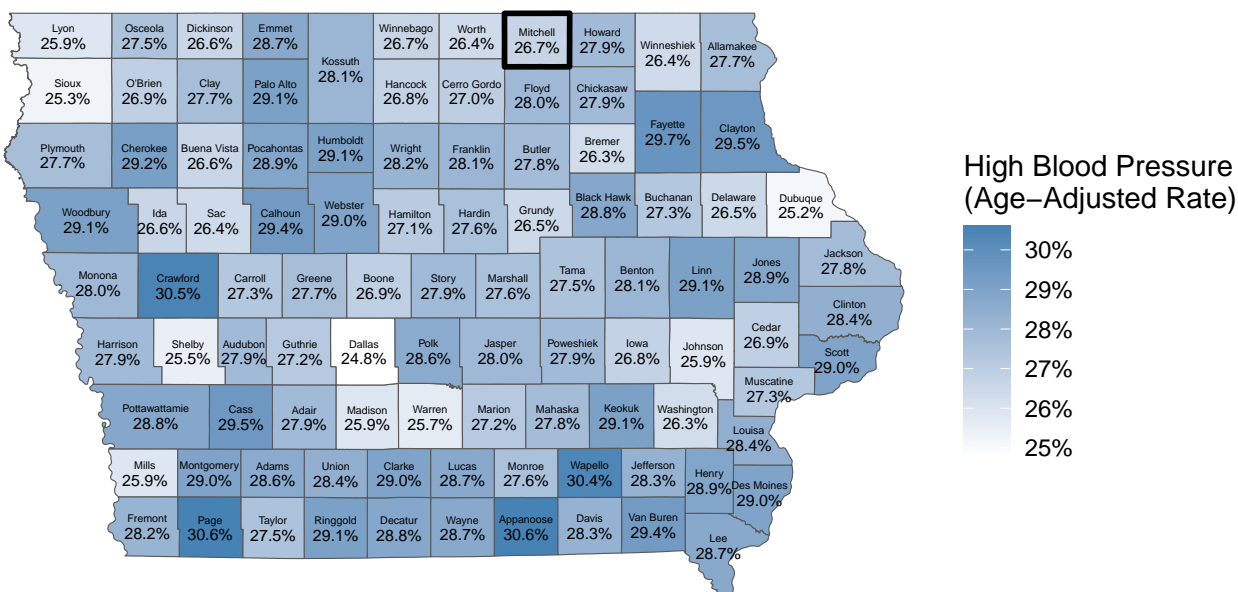 Lyon
25.9%
Osceola
27.5%
Dickinson
26.6%
Emmet
28.7%
Kossuth
28.1%
Winnebago
26.7%
Worth
26.4%
Mitchell
26.7%
Howard
27.9%
Winneshiek
26.4%
Allamakee
27.7%
Sioux
25.3%
O'Brien
26.9%
Clay
27.7%
Palo Alto
29.1%
Hancock
26.8%
Cerro Gordo
27.0%
Floyd
28.0%
Chickasaw
27.9%
Fayette
29.7%
Clayton
29.5%
Plymouth
27.7%
Cherokee
29.2%
Buena Vista
26.6%
Pocahontas
28.9%
Humboldt
29.1%
Wright
28.2%
Franklin
28.1%
Butler
27.8%
Bremer
26.3%
Woodbury
29.1%
Ida
26.6%
Sac
26.4%
Calhoun
29.4%
Webster
29.0%
Hamilton
27.1%
Hardin
27.6%
Grundy
26.5%
Black Hawk
28.8%
Buchanan
27.3%
Delaware
26.5%
Dubuque
25.2%
Monona
28.0%
Crawford
30.5%
Carroll
27.3%
Greene
27.7%
Boone
26.9%
Story
27.9%
Marshall
27.6%
Tama
27.5%
Benton
28.1%
Linn
29.1%
Jones
28.9%
Jackson
27.8%
Clinton
28.4%
Harrison
27.9%
Shelby
25.5%
Audubon
27.9%
Guthrie
27.2%
Dallas
24.8%
Polk
28.6%
Jasper
28.0%
Poweshiek
27.9%
Iowa
26.8%
Johnson
25.9%
Cedar
26.9%
Scott
29.0%
Muscatine
27.3%
Pottawattamie
28.8%
Cass
29.5%
Adair
27.9%
Madison
25.9%
Warren
25.7%
Marion
27.2%
Mahaska
27.8%
Keokuk
29.1%
Washington
26.3%
Louisa
28.4%
Mills
25.9%
Montgomery
29.0%
Adams
28.6%
Union
28.4%
Clarke
29.0%
Lucas
28.7%
Monroe
27.6%
Wapello
30.4%
Jefferson
28.3%
Henry
28.9%
Des Moines
29.0%
Fremont
28.2%
Page
30.6%
Taylor
27.5%
Ringgold
29.1%
Decatur
28.8%
Wayne
28.7%
Appanoose
30.6%
Davis
28.3%
Van Buren
29.4%
Lee
28.7%
High Blood Pressure
(Age−Adjusted Rate)
30%
29%
28%
27%
26%
25%